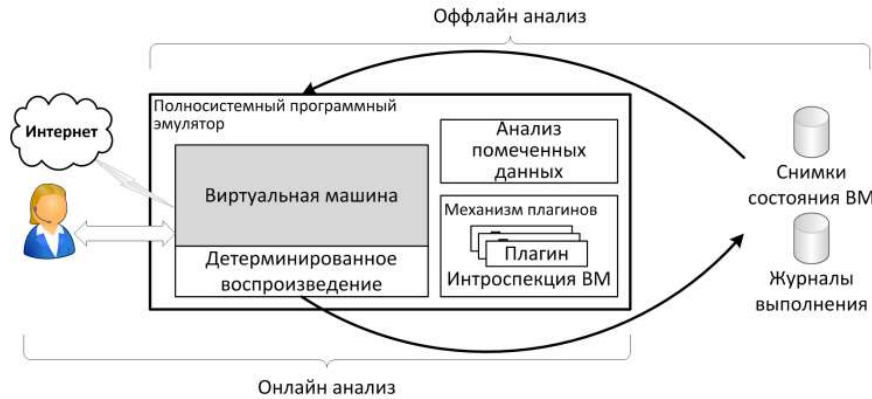 Оффлайн анализ
Полносистемный программный
эмулятор
Интернет
Виртуальная машина
Детерминированное
воспроизведение
Анализ
помеченных
данных
Механизм плагинов
Плагин
Интроспекция ВМ
Снимки
состояния ВМ
Журналы
выполнения
Онлайн анализ